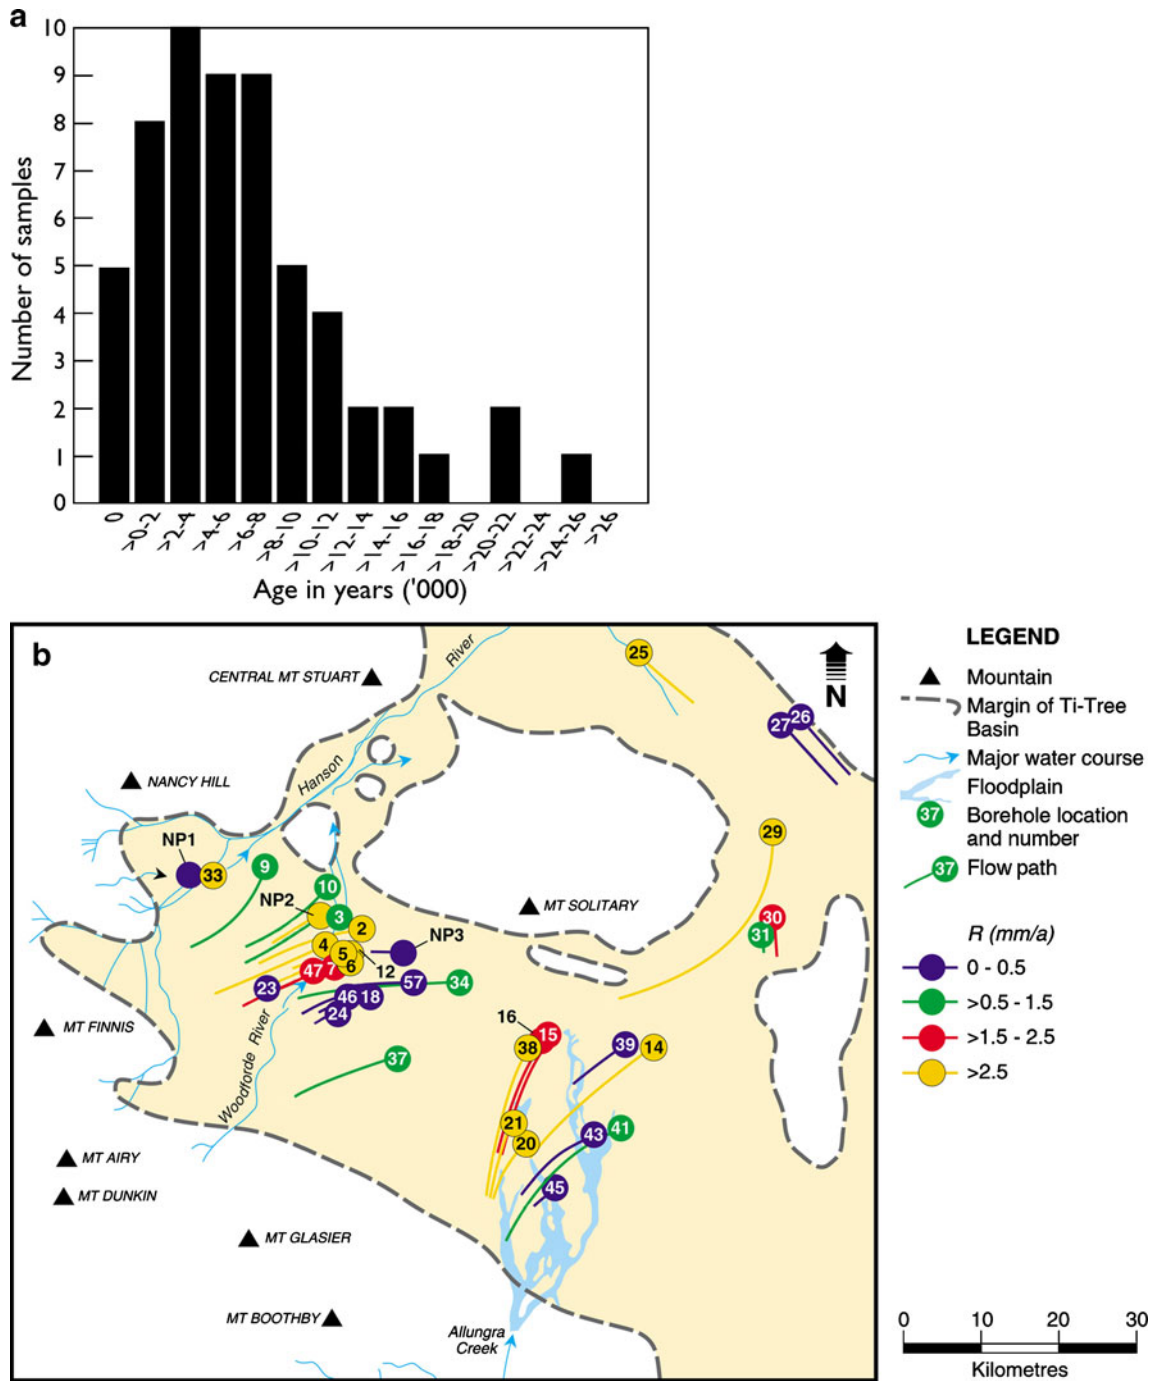 a
10
9
8
7
6
5
4
3
2
1
0
Number of samples
0
>0-2
>2-4
>4-6
>6-8
>8-10
>10-12
>12-14
>14-16
>16-18
>18-20
>20-22
>22-24
>24-26
>26
Age in years ('000)
b
CENTRAL MT STUART
River
Hanson
25
N
27
26
NANCY HILL
NP1
33
9
10
NP2
3
2
4
5
6
12
NP3
47
7
23
46
18
57
34
24
MT SOLITARY
29
30
31
MT FINNIS
Woodforde River
37
16
15
38
39
14
21
20
43
41
45
MT AIRY
MT DUNKIN
MT GLASIER
MT BOOTHBY
Allungra
Creek
LEGEND
Mountain
Margin of Ti-Tree
Basin
Major water course
Floodplain
37
Borehole location
and number
37
Flow path
R (mm/a)
0 - 0.5
>0.5 - 1.5
>1.5 - 2.5
>2.5
0 10 20 30
Kilometres